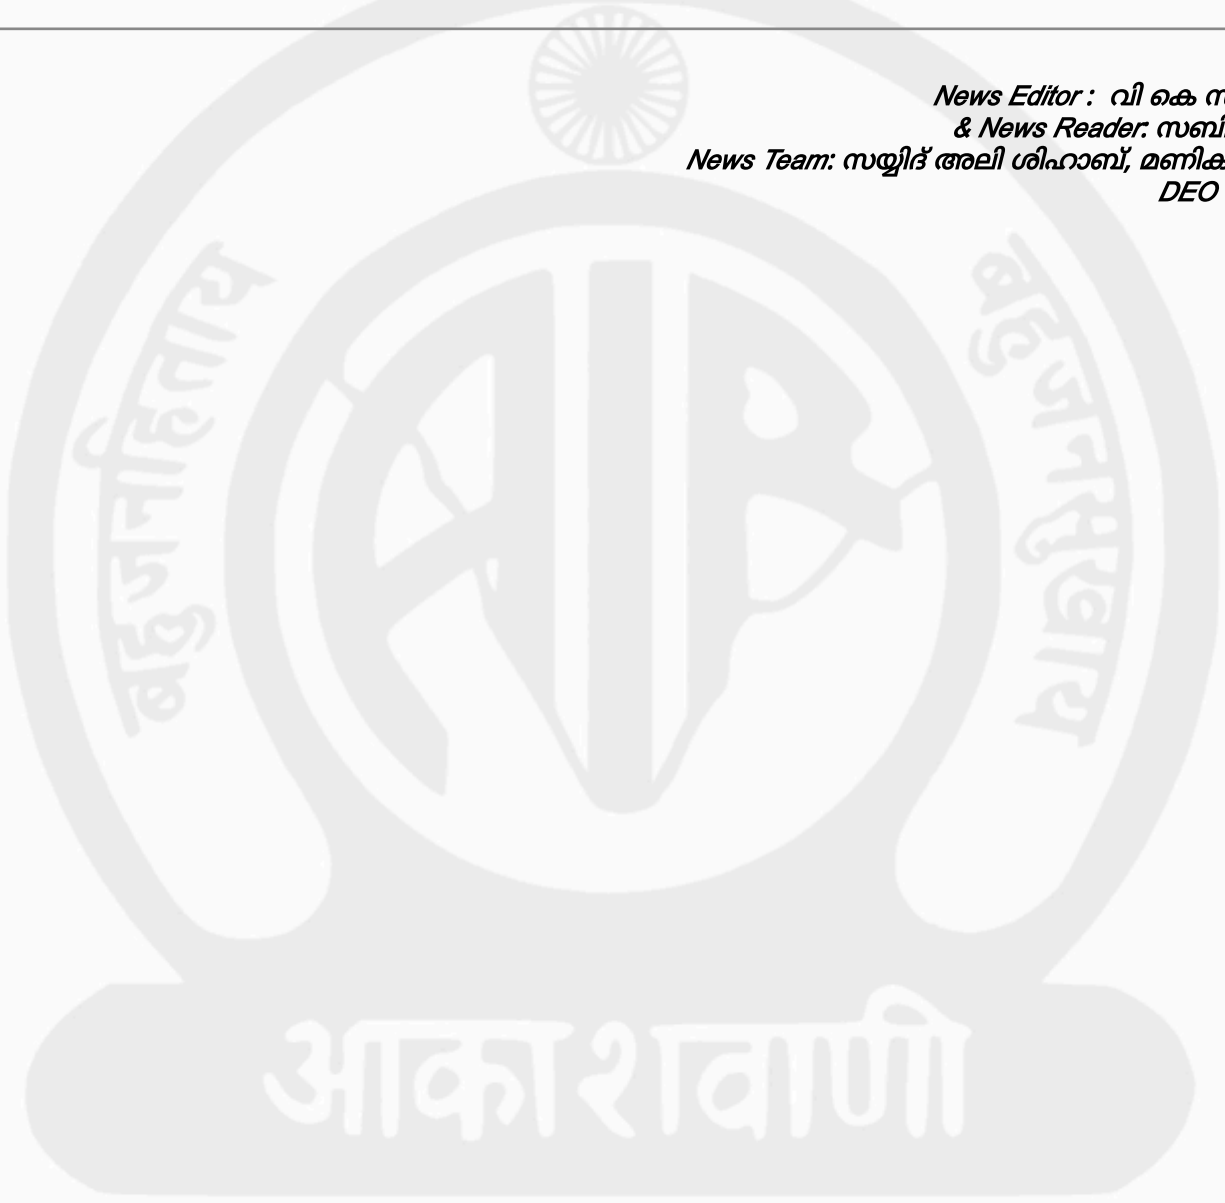 News Editor : വി കെ
& News Reader:
News Team: സയ്യിദ് അലി ശിഹാബ്,
DEO
बहुजनहिताय
बहुजनसुखाय
आकाशवाणी